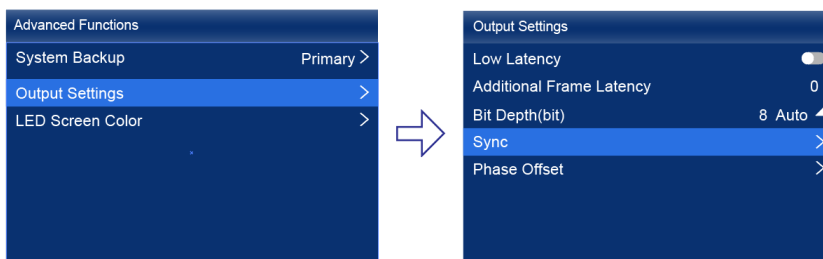 Advanced Functions
System Backup Primary >
Output Settings >
LED Screen Color >
Output Settings
Low Latency
Additional Frame Latency 0
Bit Depth(bit) 8 Auto
Sync >
Phase Offset >